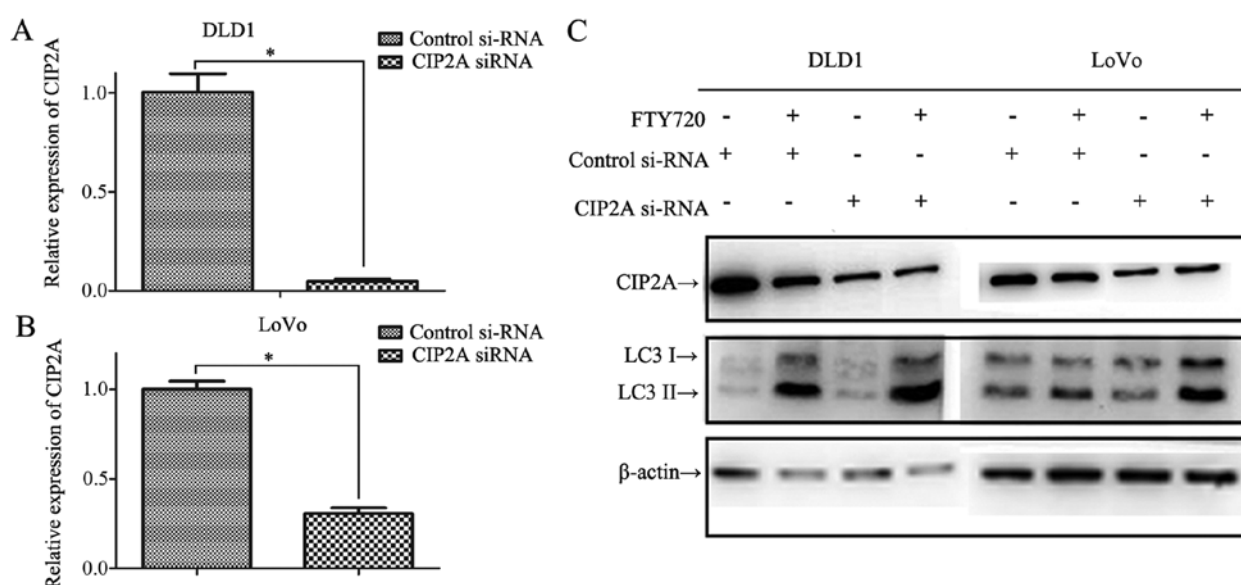 A
DLD1
Control si-RNA
CIP2A siRNA
*
Relative expression of CIP2A
1.0
0.5
0.0
B
LoVo
Control si-RNA
CIP2A siRNA
*
Relative expression of CIP2A
1.0
0.5
0.0
C
DLD1 LoVo
FTY720 - + - + - + - +
Control si-RNA + + - - + + - -
CIP2A si-RNA - - + + - - + +
CIP2A→
LC3 I→
LC3 II→
β-actin→